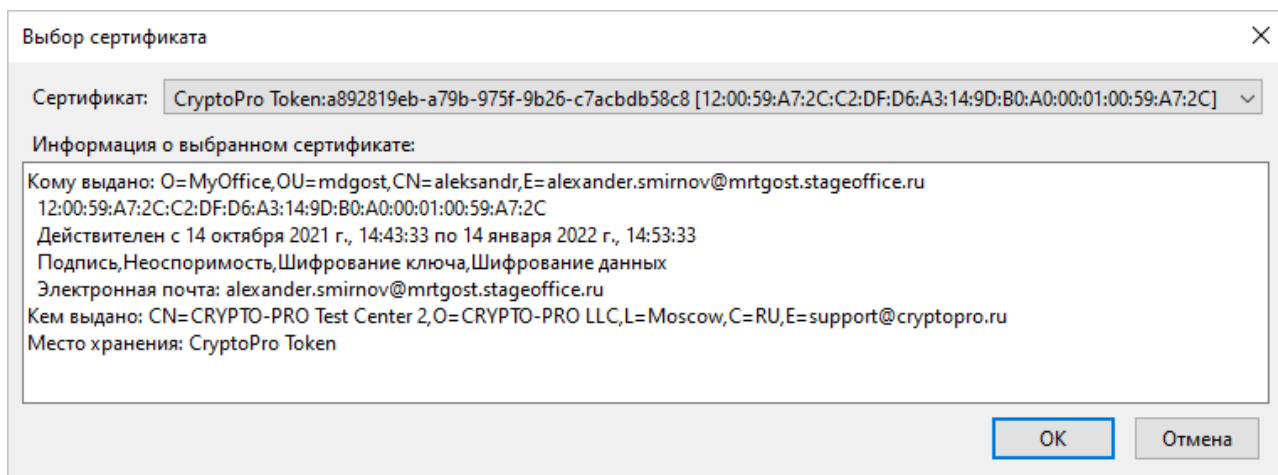 Выбор сертификата
Сертификат: CryptoPro Token:a892819eb-a79b-975f-9b26-c7acbdb58c8 [12:00:59:A7:2C:C2:DF:D6:A3:14:9D:B0:A0:00:01:00:59:A7:2C]
Информация о выбранном сертификате:
Кому выдано: O=MyOffice,OU=mdgost,CN=aleksandr,E=alexander.smirnov@mrtgost.stageoffice.ru
12:00:59:A7:2C:C2:DF:D6:A3:14:9D:B0:A0:00:01:00:59:A7:2C
Действителен с 14 октября 2021 г., 14:43:33 по 14 января 2022 г., 14:53:33
Подпись,Неоспоримость,Шифрование ключа,Шифрование данных
Электронная почта: alexander.smirnov@mrtgost.stageoffice.ru
Кем выдано: CN=CRYPTO-PRO Test Center 2,O=CRYPTO-PRO LLC,L=Moscow,C=RU,E=support@cryptopro.ru
Место хранения: CryptoPro Token
ОК Отмена